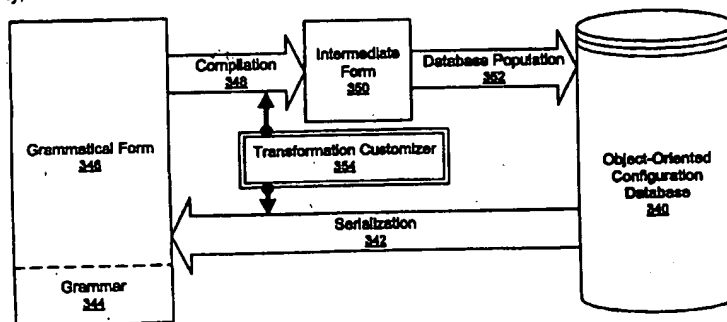 Compilation
348
Intermediate
Form
350
Database Population
352
Grammatical Form
346
Transformation Customizer
354
Object-Oriented
Configuration
Database
340
Serialization
342
Grammar
344